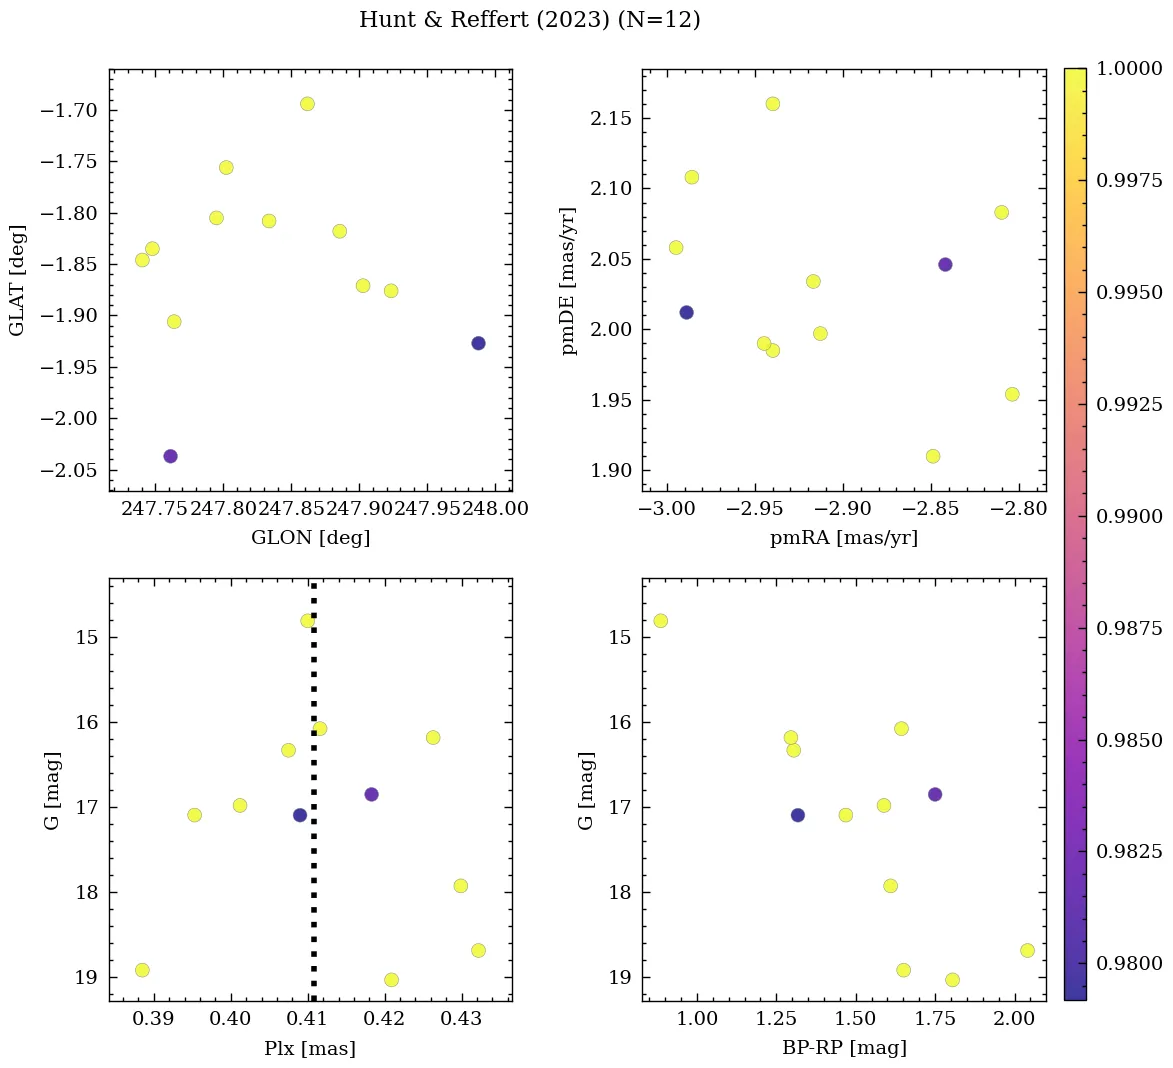 Hunt & Reffert (2023) (N=12)
−1.70
−1.75
−1.80
−1.85
−1.90
−1.95
−2.00
−2.05
GLAT [deg]
247.75 247.80 247.85 247.90 247.95 248.00
GLON [deg]
2.15
2.10
2.05
2.00
1.95
1.90
pmDE [mas/yr]
−3.00 −2.95 −2.90 −2.85 −2.80
pmRA [mas/yr]
15
16
17
18
19
G [mag]
0.39 0.40 0.41 0.42 0.43
Plx [mas]
15
16
17
18
19
G [mag]
1.00 1.25 1.50 1.75 2.00
BP-RP [mag]
1.0000
0.9975
0.9950
0.9925
0.9900
0.9875
0.9850
0.9825
0.9800